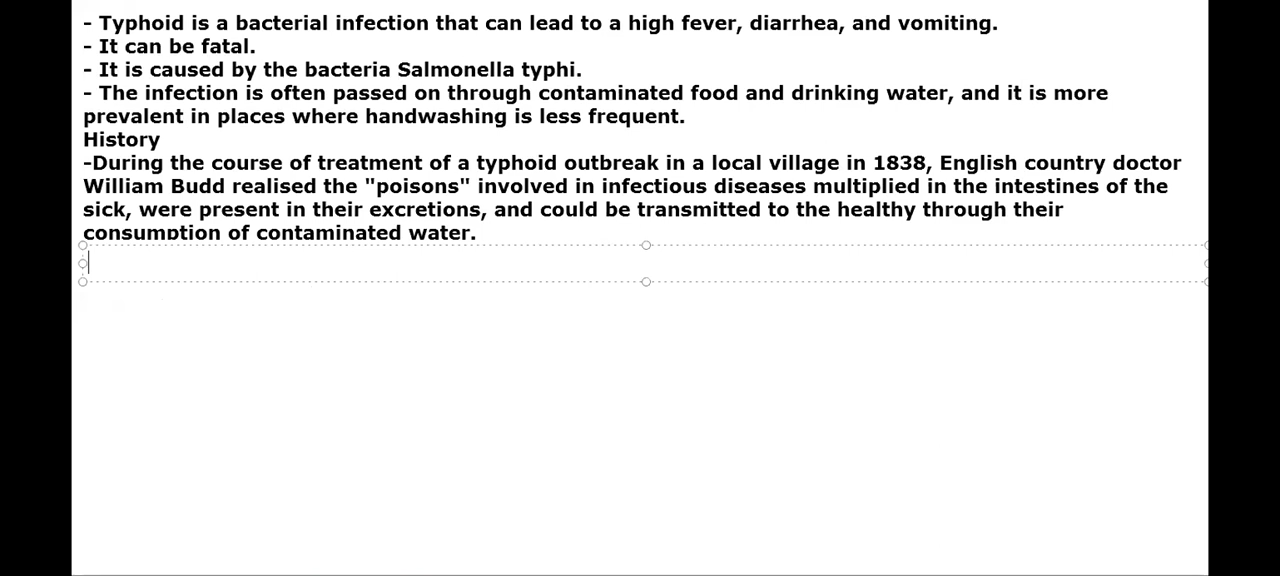 - Typhoid is a bacterial infection that can lead to a high fever, diarrhea, and vomiting.
- It can be fatal.
- It is caused by the bacteria Salmonella typhi.
- The infection is often passed on through contaminated food and drinking water, and it is more
prevalent in places where handwashing is less frequent.
History
-During the course of treatment of a typhoid outbreak in a local village in 1838, English country doctor
William Budd realised the "poisons" involved in infectious diseases multiplied in the intestines of the
sick, were present in their excretions, and could be transmitted to the healthy through their
consumption of contaminated water.